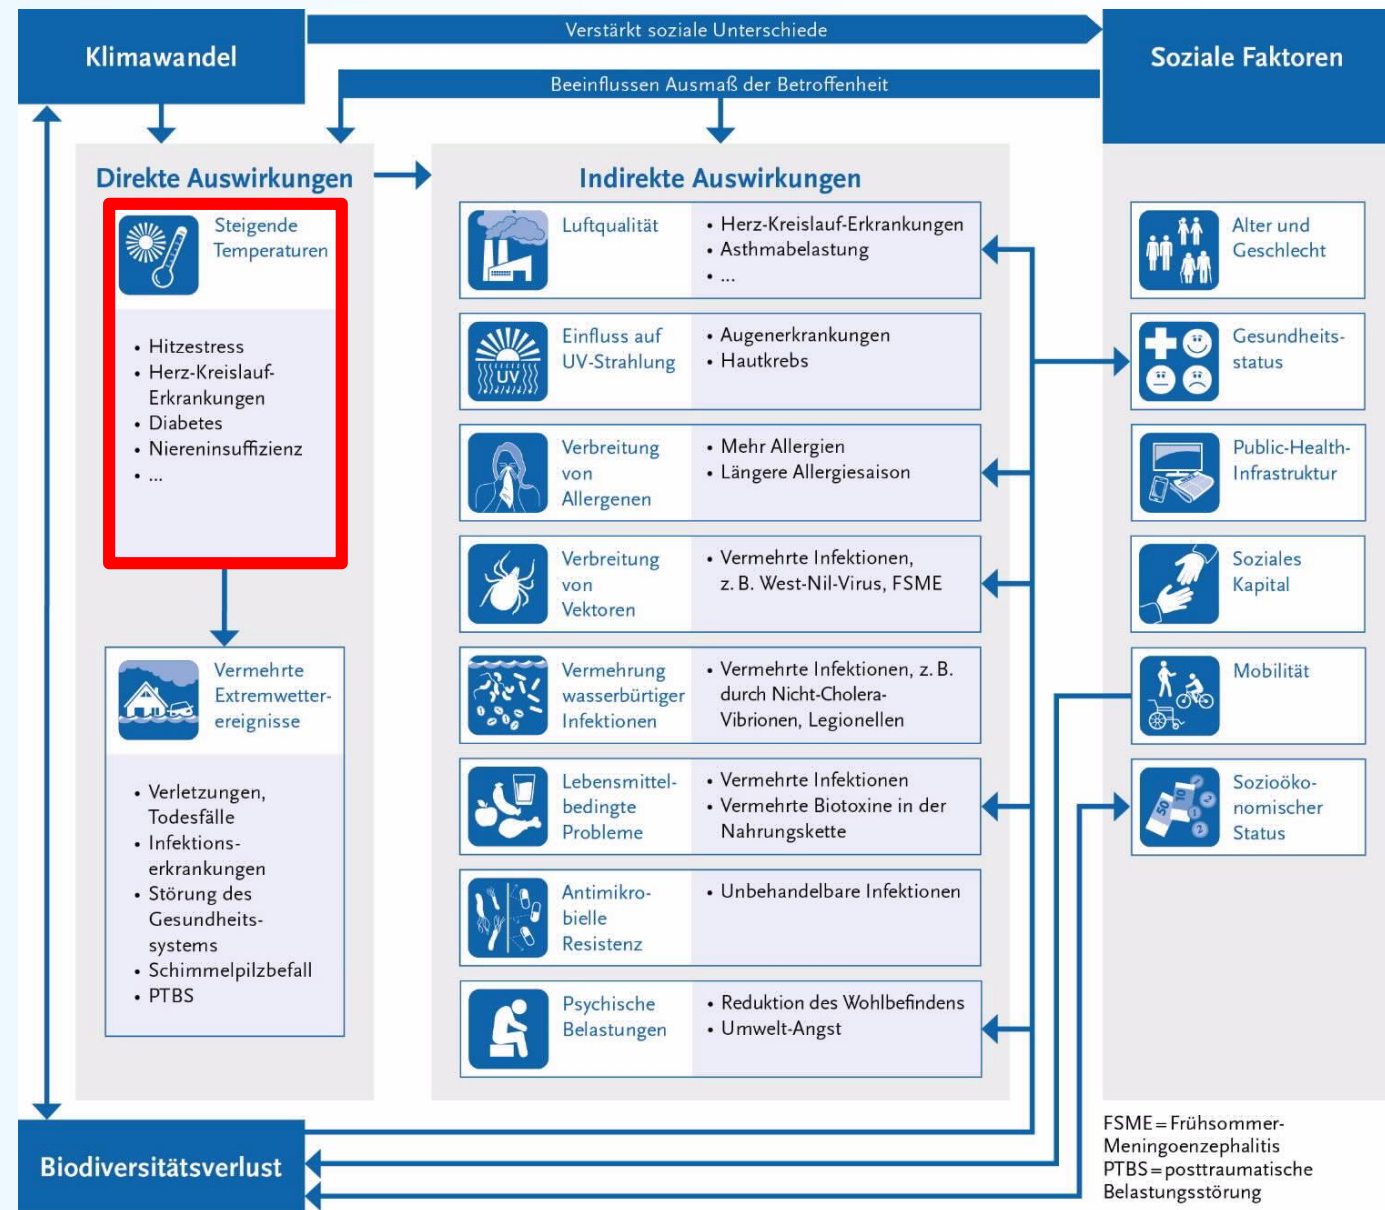 Klimawandel
Verstärkt soziale Unterschiede
Beeinflussen Ausmaß der Betroffenheit
Soziale Faktoren
Direkte Auswirkungen
Steigende
Temperaturen
• Hitzestress
• Herz-Kreislauf-
Erkrankungen
• Diabetes
• Niereninsuffizienz
• ...
Vermehrte
Extremwetter-
ereignisse
• Verletzungen,
Todesfälle
• Infektions-
erkrankungen
• Störung des
Gesundheits-
systems
• Schimmelpilzbefall
• PTBS
Indirekte Auswirkungen
Luftqualität
• Herz-Kreislauf-Erkrankungen
• Asthmabelastung
• ...
Einfluss auf
UV-Strahlung
UV
• Augenerkrankungen
• Hautkrebs
Verbreitung
von
Allergenen
• Mehr Allergien
• Längere Allergiesaison
Verbreitung
von
Vektoren
• Vermehrte Infektionen,
z. B. West-Nil-Virus, FSME
Vermehrung
wasserbürtiger
Infektionen
• Vermehrte Infektionen, z. B.
durch Nicht-Cholera-
Vibrionen, Legionellen
Lebensmittel-
bedingte
Probleme
• Vermehrte Infektionen
• Vermehrte Biotoxine in der
Nahrungskette
Antimikro-
bielle
Resistenz
• Unbehandelbare Infektionen
Psychische
Belastungen
• Reduktion des Wohlbefindens
• Umwelt-Angst
Alter und
Geschlecht
Gesundheits-
status
Public-Health-
Infrastruktur
Soziales
Kapital
Mobilität
50
10
2
1
2
Sozioöko-
nomischer
Status
Biodiversitätsverlust
FSME = Frühsommer-
Meningoenzephalitis
PTBS = posttraumatische
Belastungsstörung